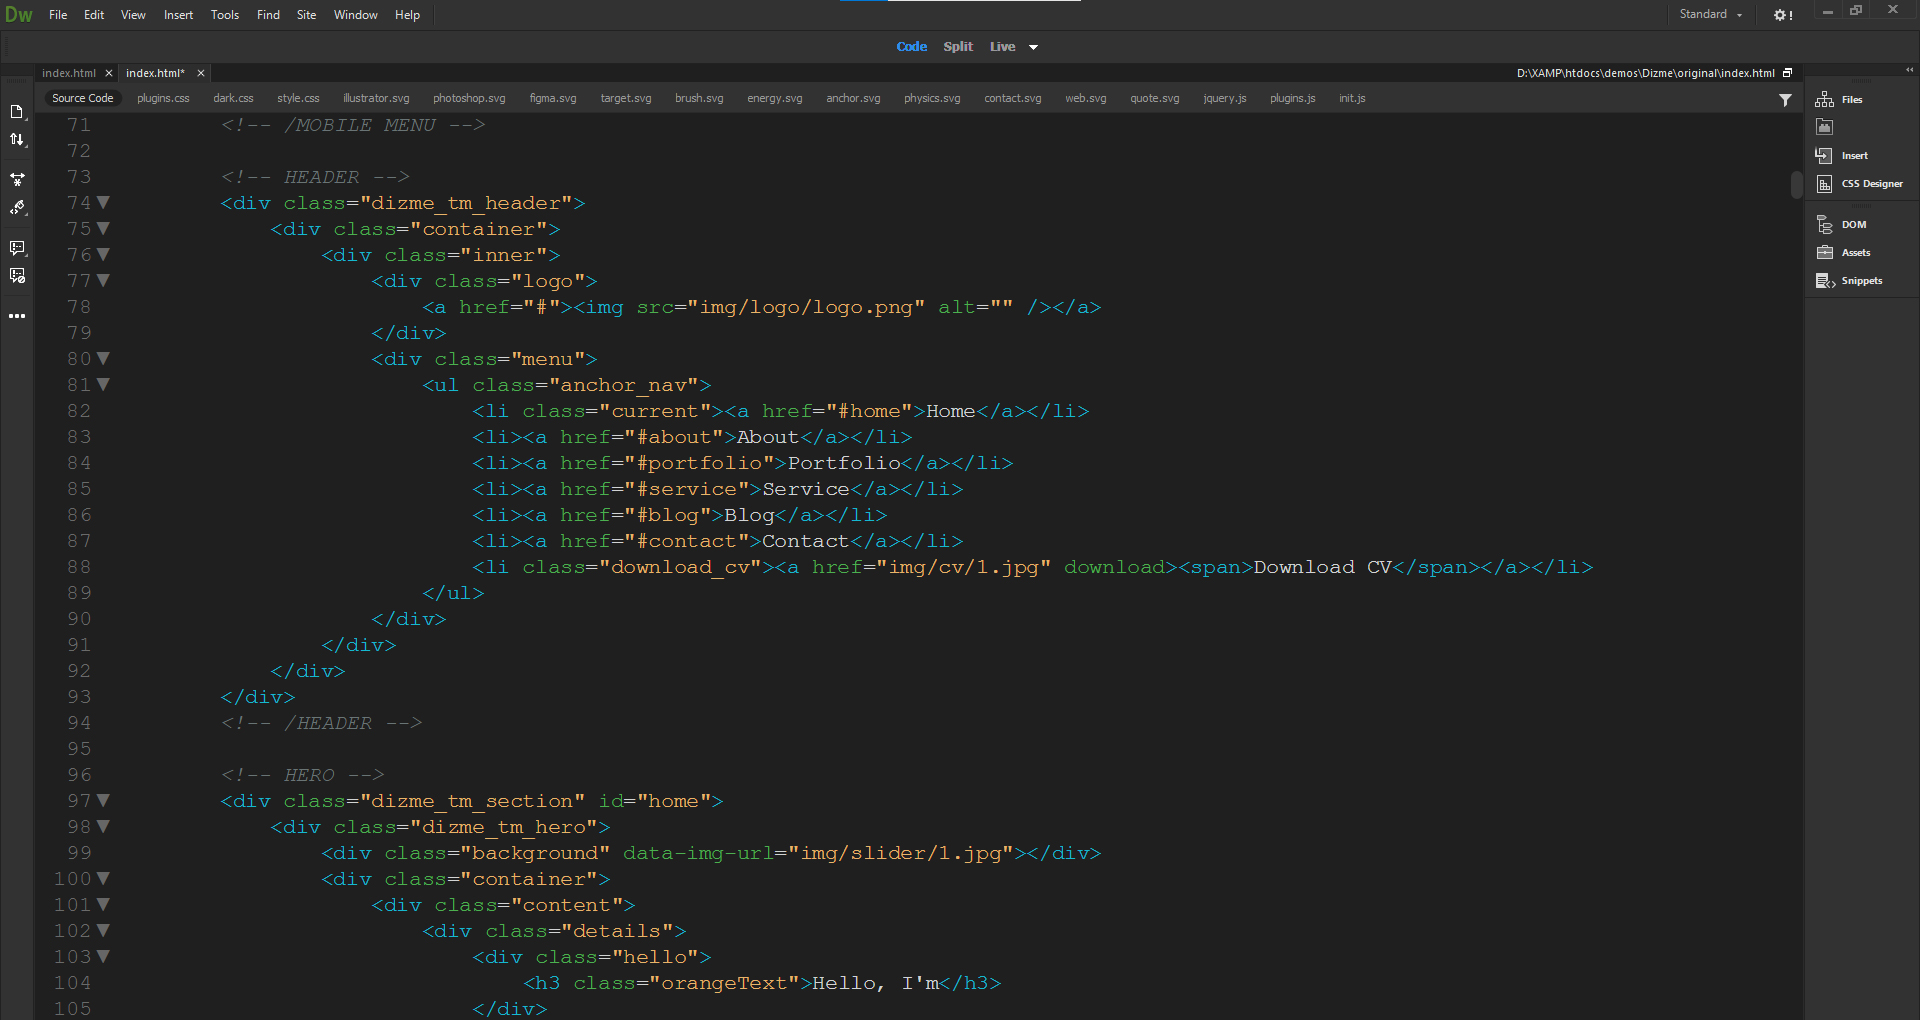 Dw File Edit View Insert Tools Find Site Window Help Standard !
Code Split Live
index.html index.html* D:\XAMP\htdocs\demos\Dizme\original\index.html
Source Code plugins.css dark.css style.css illustrator.svg photoshop.svg figma.svg target.svg brush.svg energy.svg anchor.svg physics.svg contact.svg web.svg quote.svg jquery.js plugins.js init.js
71 <!-- /MOBILE MENU -->
72
73 <!-- HEADER -->
74 <div class="dizme_tm_header">
75 <div class="container">
76 <div class="inner">
77 <div class="logo">
78 <a href="#"><img src="img/logo/logo.png" alt="" /></a>
79 </div>
80 <div class="menu">
81 <ul class="anchor_nav">
82 <li class="current"><a href="#home">Home</a></li>
83 <li><a href="#about">About</a></li>
84 <li><a href="#portfolio">Portfolio</a></li>
85 <li><a href="#service">Service</a></li>
86 <li><a href="#blog">Blog</a></li>
87 <li><a href="#contact">Contact</a></li>
88 <li class="download_cv"><a href="img/cv/1.jpg" download><span>Download CV</span></a></li>
89 </ul>
90 </div>
91 </div>
92 </div>
93 </div>
94 <!-- /HEADER -->
95
96 <!-- HERO -->
97 <div class="dizme_tm_section" id="home">
98 <div class="dizme_tm_hero">
99 <div class="background" data-img-url="img/slider/1.jpg"></div>
100 <div class="container">
101 <div class="content">
102 <div class="details">
103 <div class="hello">
104 <h3 class="orangeText">Hello, I'm</h3>
105 </div>
Files
Insert
CSS Designer
DOM
Assets
Snippets